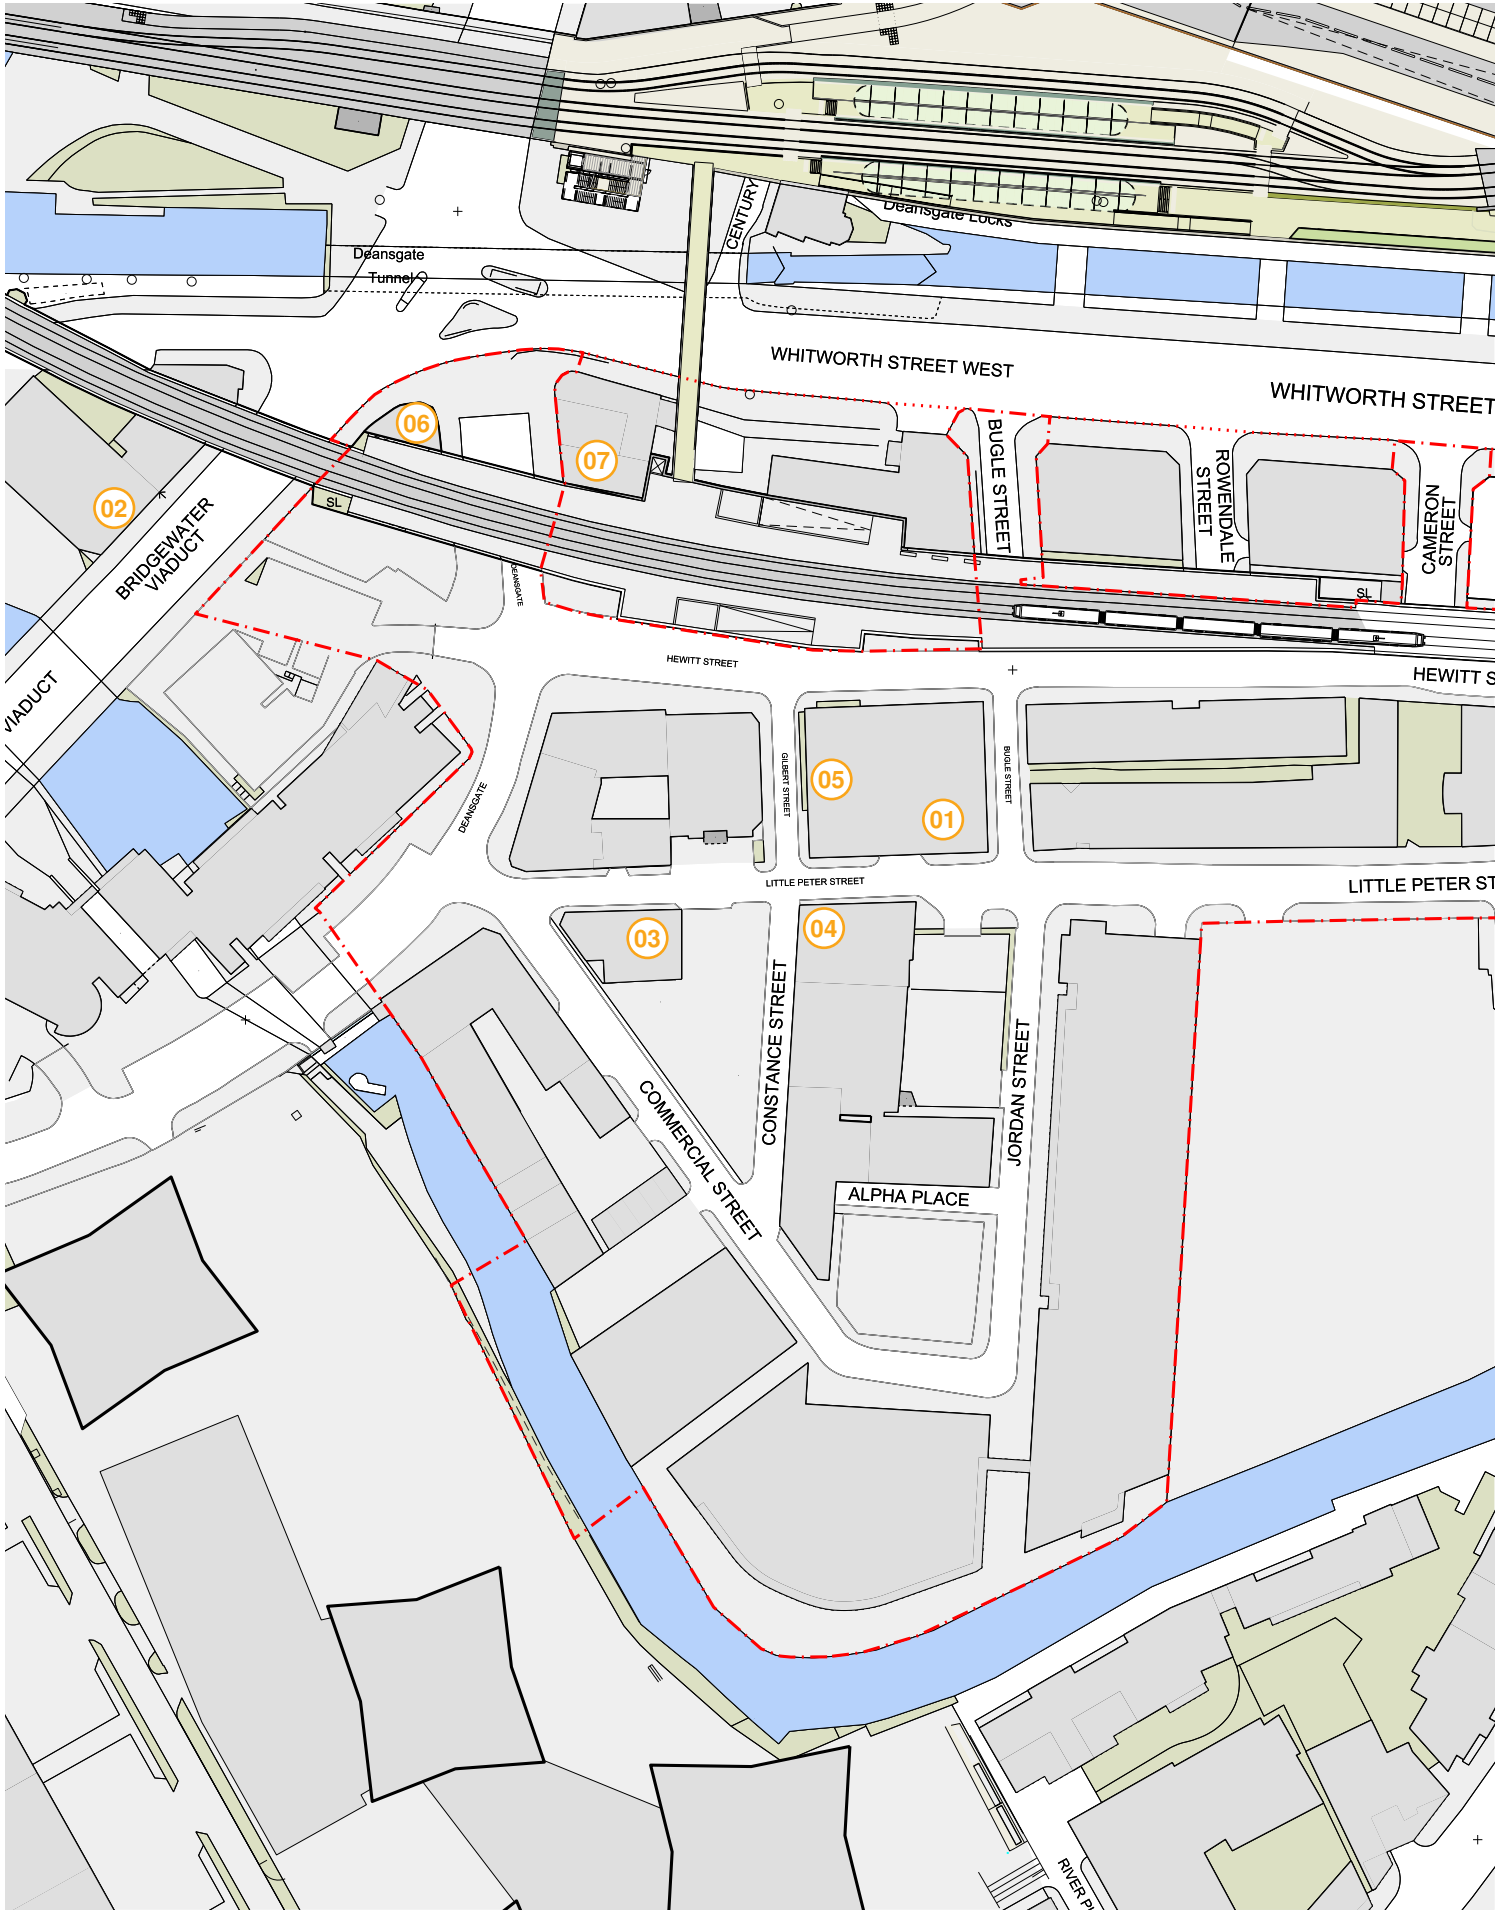 CENTURY
Deansgate Locks
Deansgate
Tunnel
WHITWORTH STREET WEST
WHITWORTH STREET
06
07
BUGLE STREET
ROWENDALE
STREET
CAMERON
STREET
02
SL
BRIDGEWATER
VIADUCT
DEANSGATE
SL
HEWITT STREET
HEWITT S
VIADUCT
GILBERT STREET
BUGLE STREET
05
01
DEANSGATE
LITTLE PETER STREET
LITTLE PETER ST
03
04
CONSTANCE STREET
JORDAN STREET
COMMERCIAL STREET
ALPHA PLACE
RIVER P